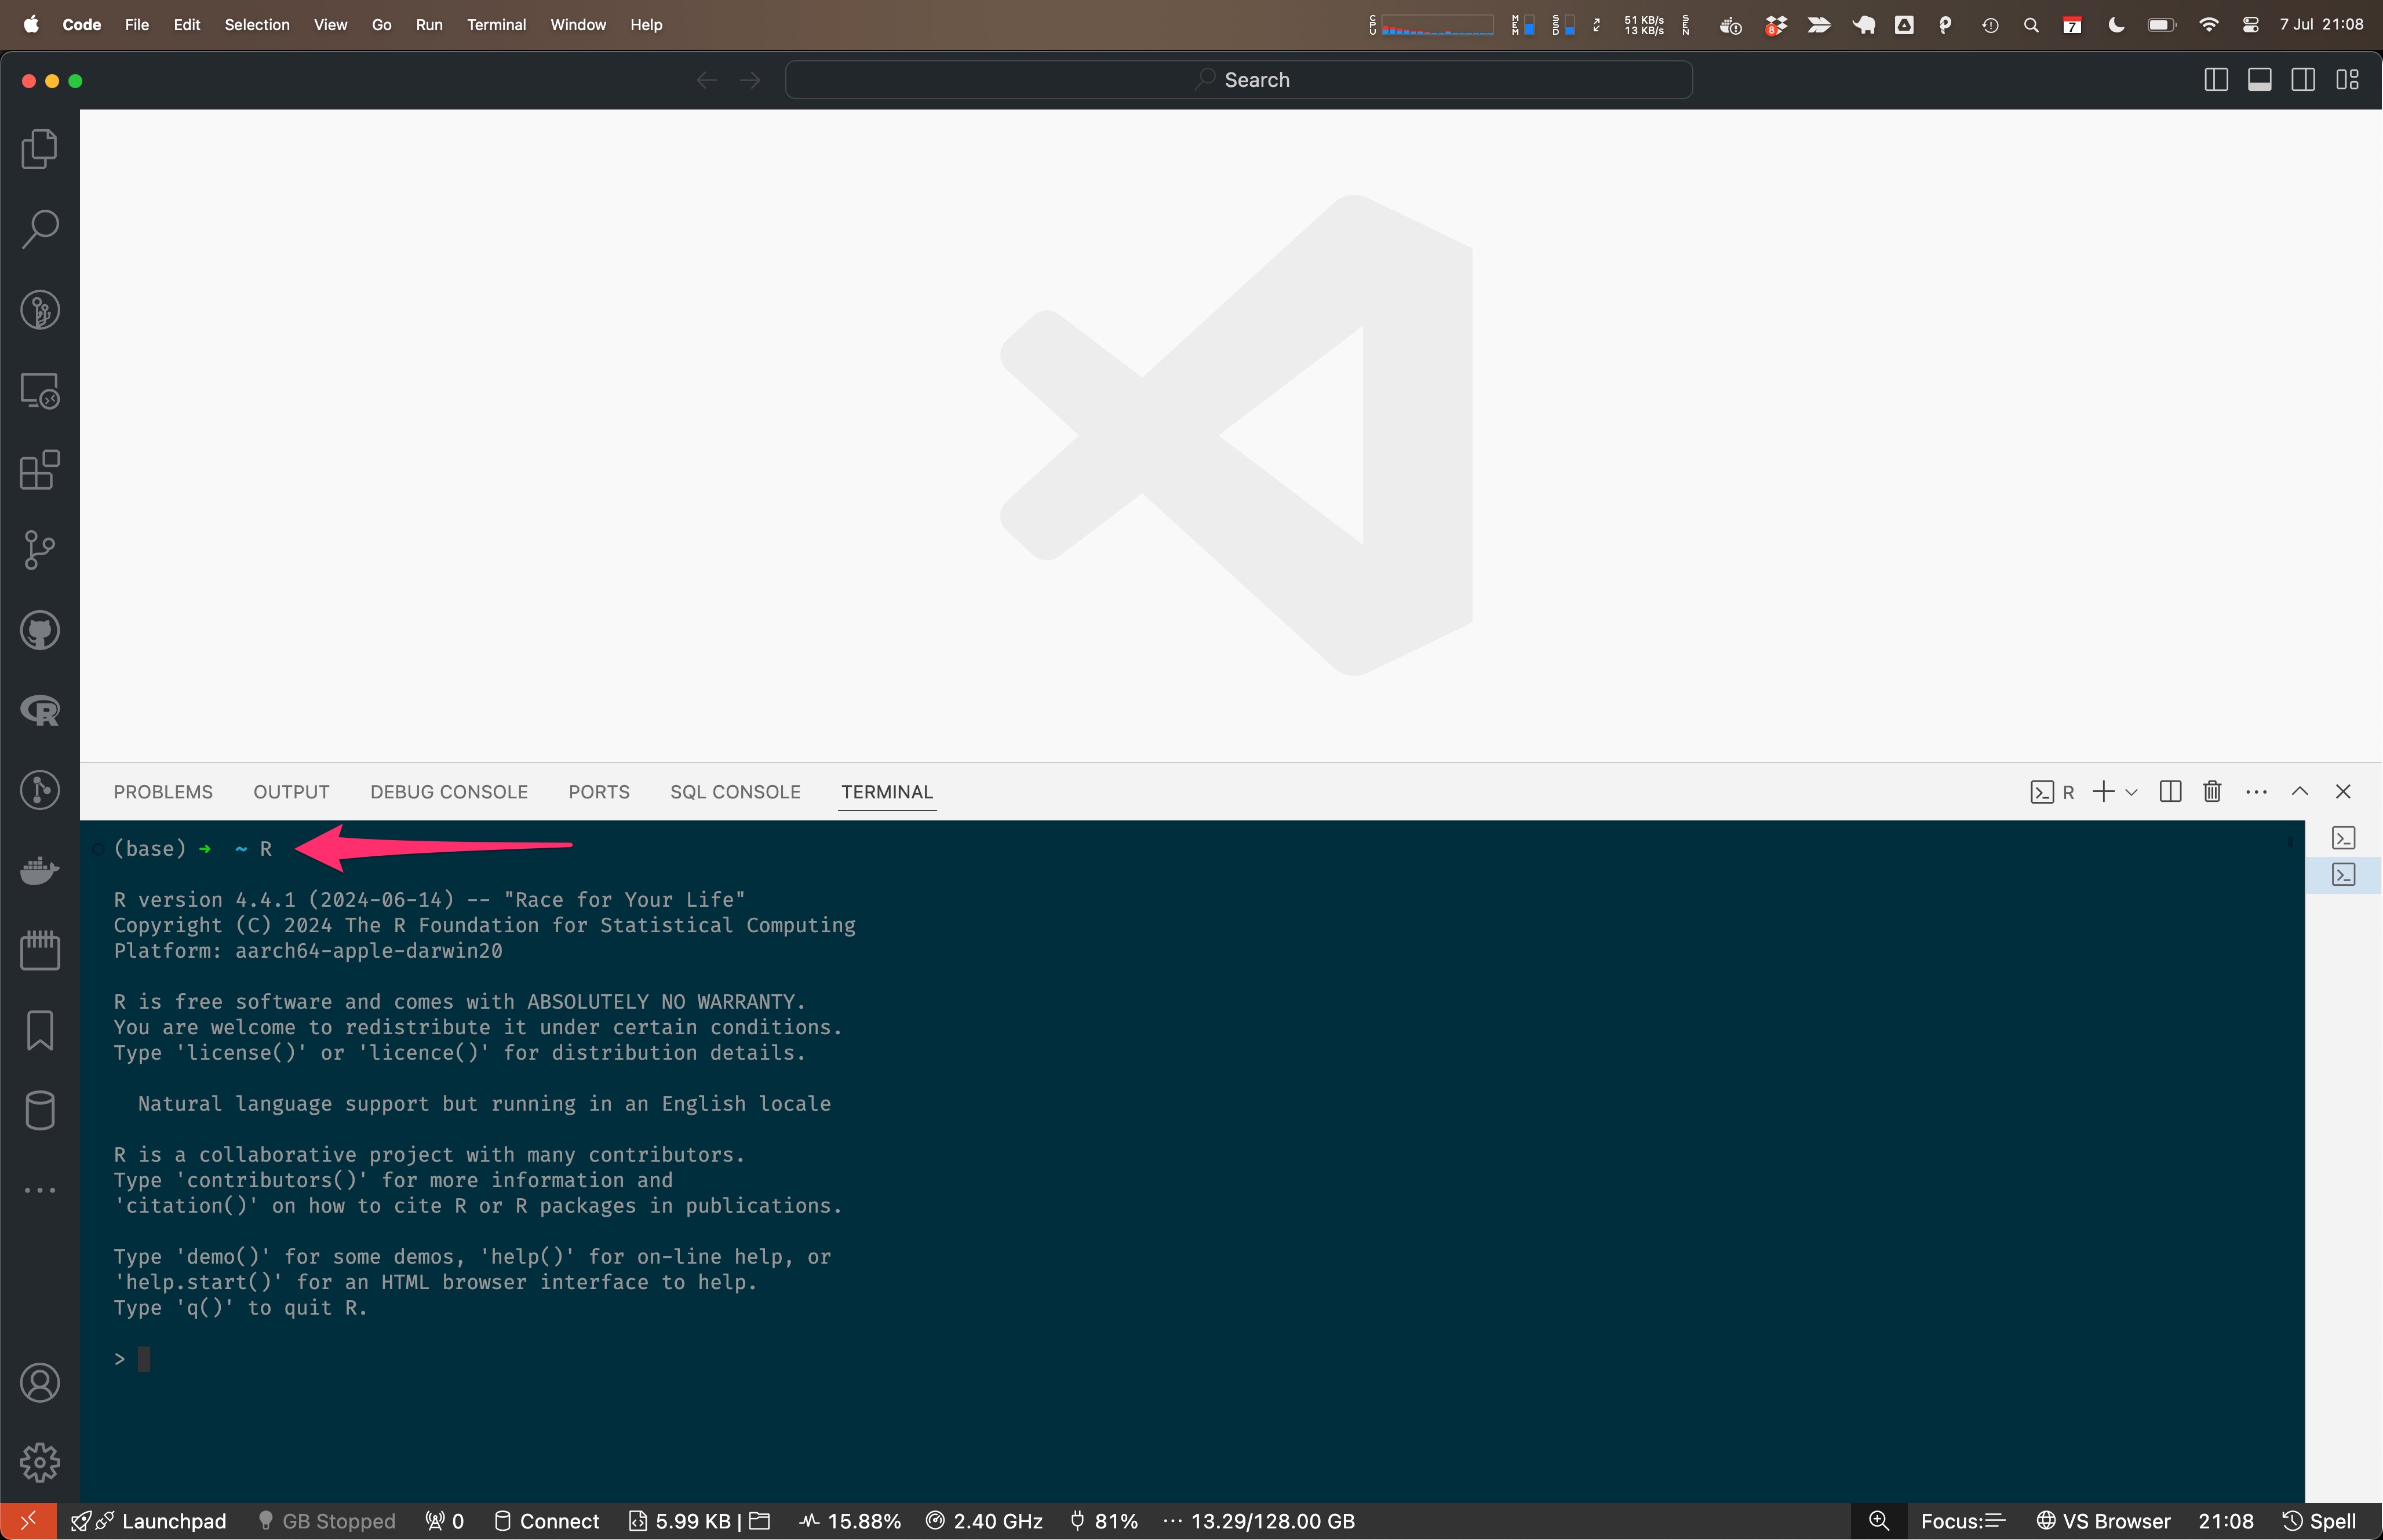 Code File Edit Selection View Go Run Terminal Window Help
CPU MEM SSD 51 KB/s 13 KB/s SEN 8 7 7 Jul 21:08
Search
PROBLEMS OUTPUT DEBUG CONSOLE PORTS SQL CONSOLE TERMINAL R
(base) ➜ ~ R
R version 4.4.1 (2024-06-14) -- "Race for Your Life"
Copyright (C) 2024 The R Foundation for Statistical Computing
Platform: aarch64-apple-darwin20
R is free software and comes with ABSOLUTELY NO WARRANTY.
You are welcome to redistribute it under certain conditions.
Type 'license()' or 'licence()' for distribution details.
Natural language support but running in an English locale
R is a collaborative project with many contributors.
Type 'contributors()' for more information and
'citation()' on how to cite R or R packages in publications.
Type 'demo()' for some demos, 'help()' for on-line help, or
'help.start()' for an HTML browser interface to help.
Type 'q()' to quit R.
>
Launchpad GB Stopped 0 Connect 5.99 KB | 15.88% 2.40 GHz 81% ··· 13.29/128.00 GB Focus: VS Browser 21:08 Spell